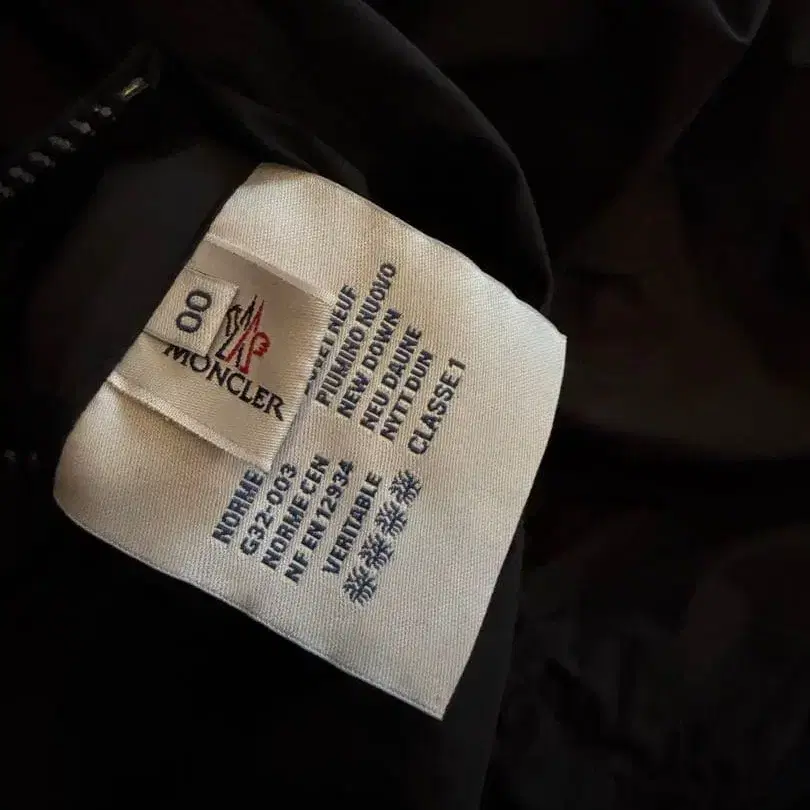 00
MONCLER
NEUF
PIUMINO NUOVO
NEW DOWN
NEU DAUNE
NYTT DUN
CLASSE 1
NORME
G32-003
NORME CEN
NF EN 12934
VERITABLE